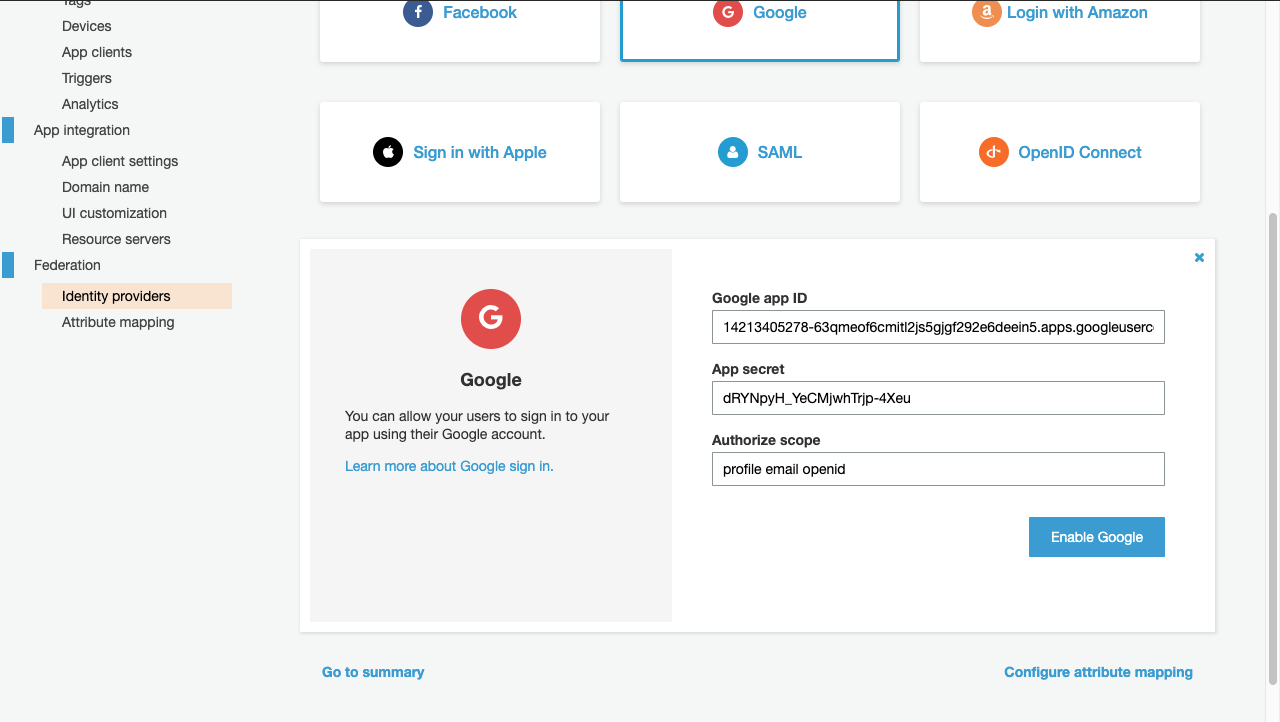 Tags
Devices
App clients
Triggers
Analytics
App integration
App client settings
Domain name
UI customization
Resource servers
Federation
Identity providers
Attribute mapping
Facebook
Google
Login with Amazon
Sign in with Apple
SAML
OpenID Connect
Google
You can allow your users to sign in to your
app using their Google account.
Learn more about Google sign in.
Google app ID
14213405278-63qmeof6cmitl2js5gjgf292e6deein5.apps.googleuserc
App secret
dRYNpyH_YeCMjwhTrjp-4Xeu
Authorize scope
profile email openid
Enable Google
Go to summary
Configure attribute mapping